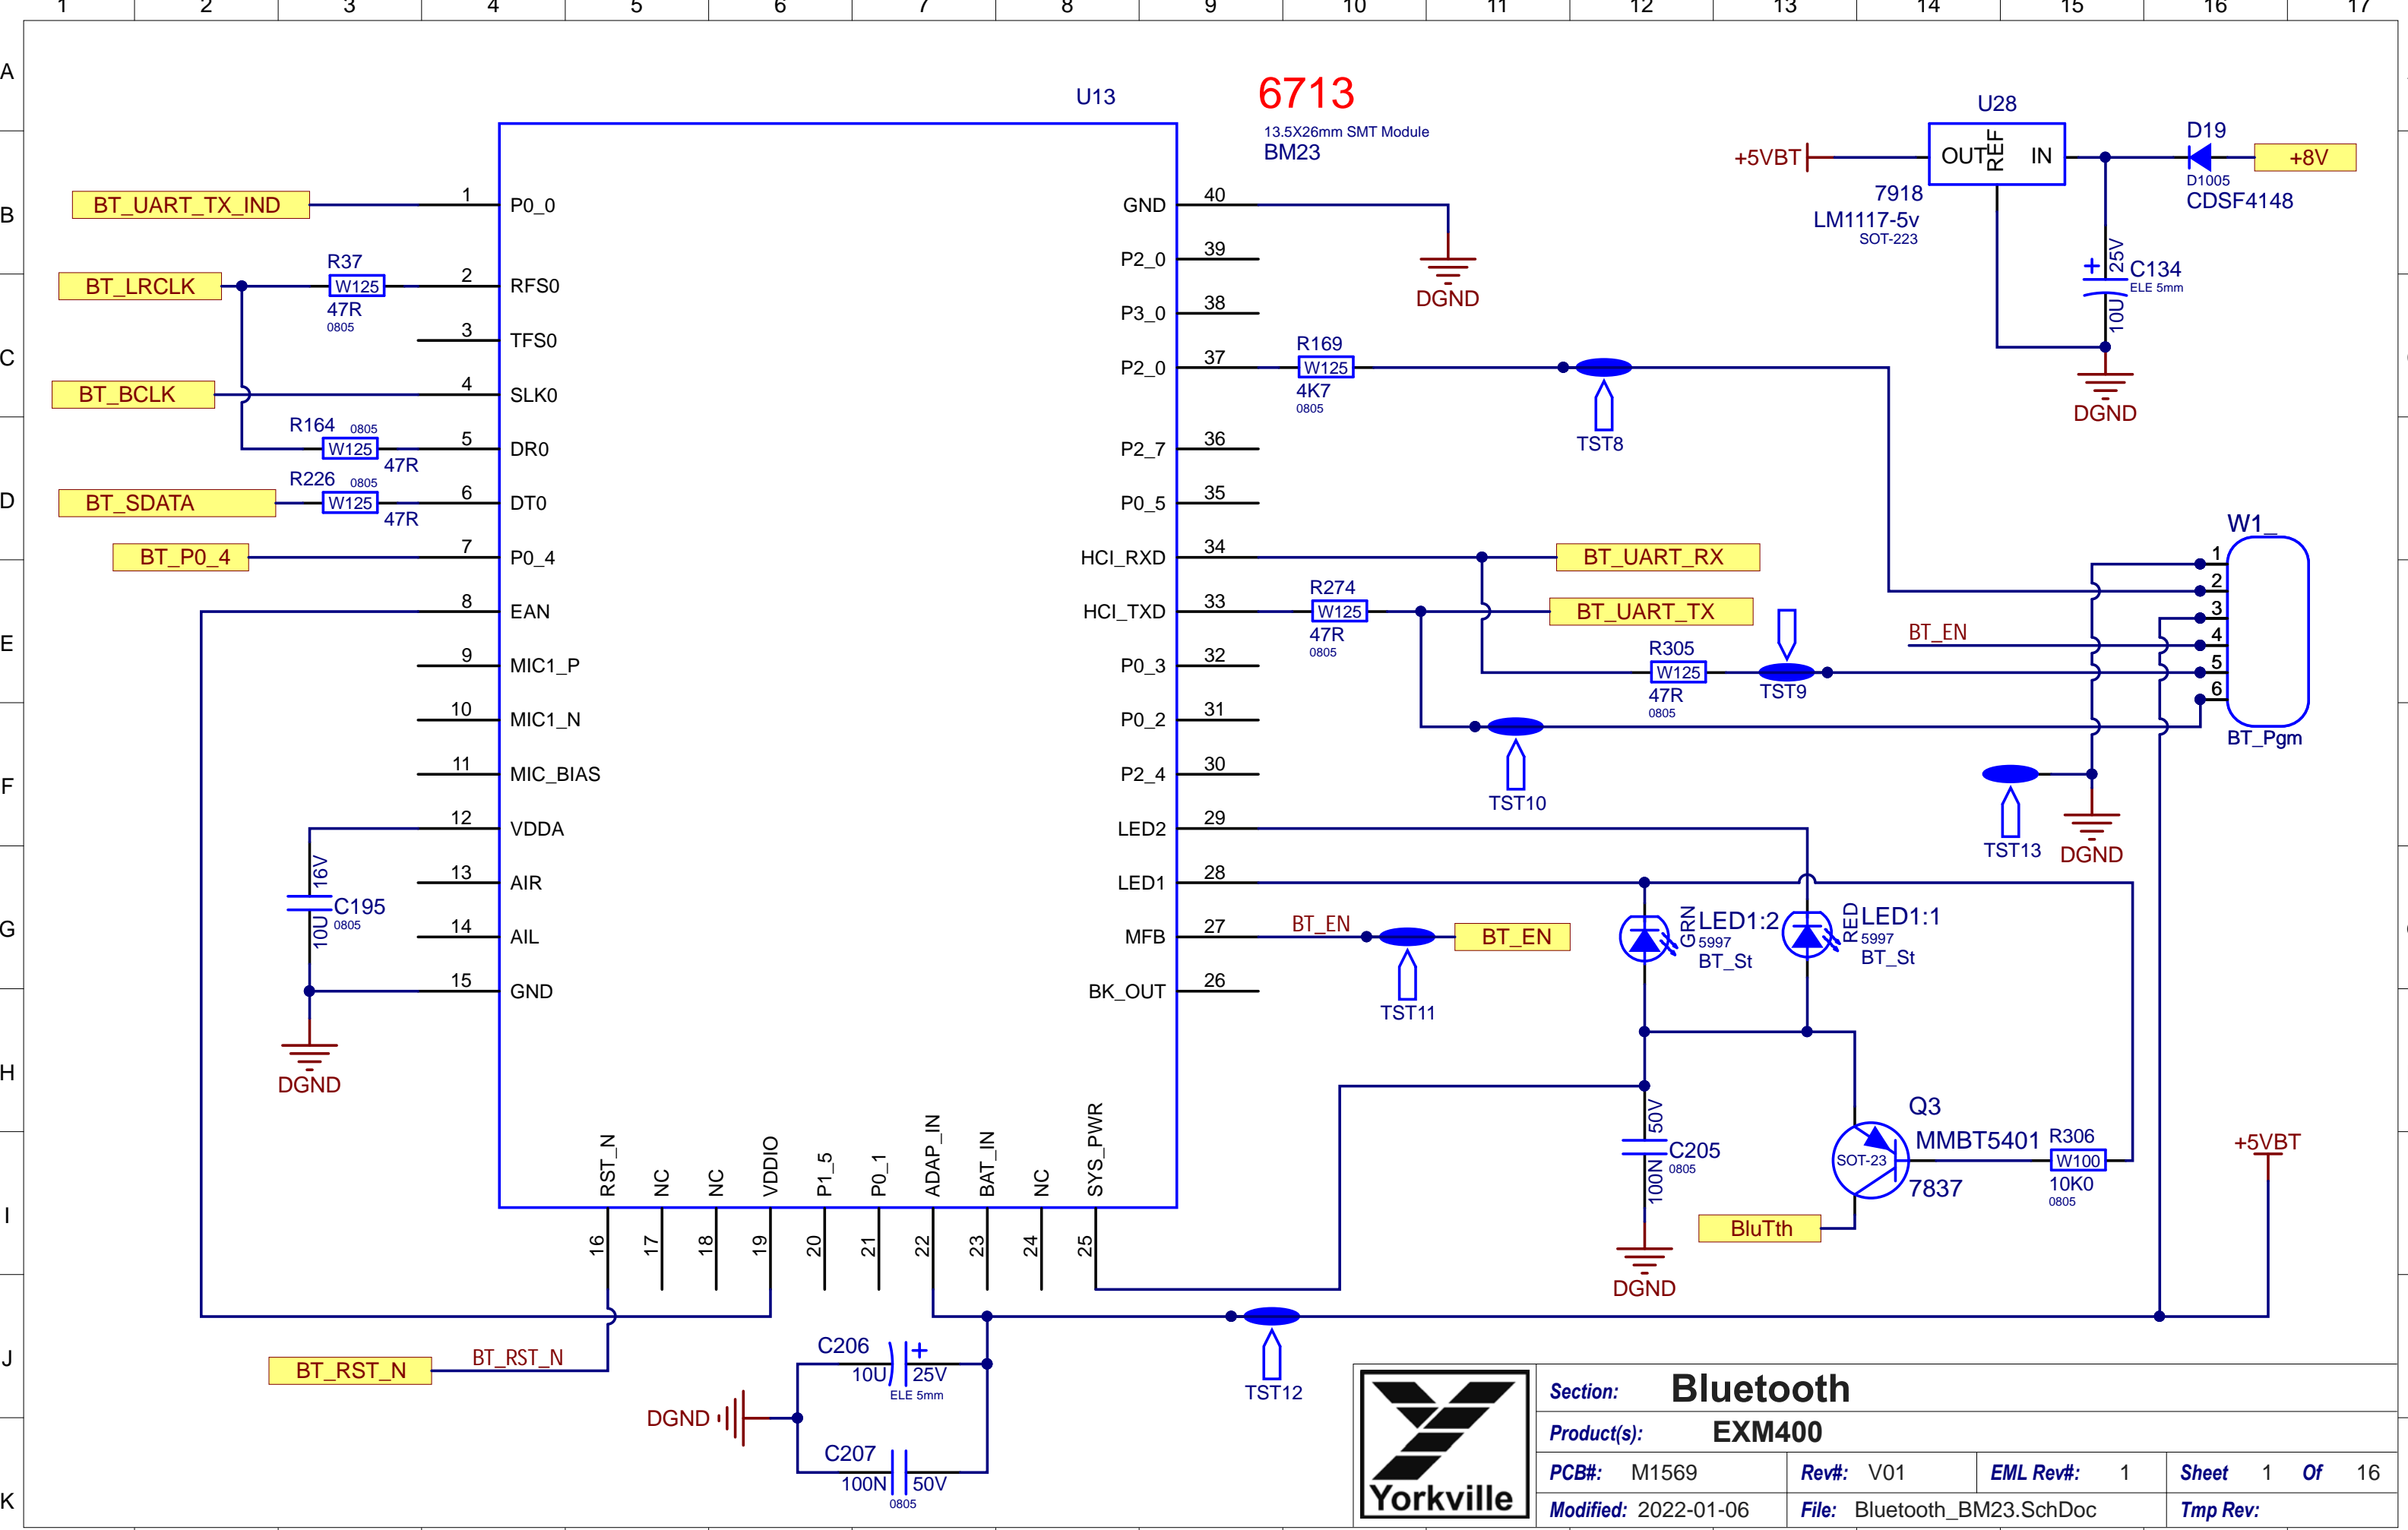 1 2 3 4 5 6 7 8 9 10 11 12 13 14 15 16 17
A
B
C
D
E
F
G
H
I
J
K
U13
6713
13.5X26mm SMT Module
BM23
BT_UART_TX_IND
1 P0_0
BT_LRCLK
R37
W125
47R
0805
2 RFS0
3 TFS0
BT_BCLK
4 SLK0
R164 0805
W125
47R
5 DR0
BT_SDATA
R226 0805
W125
47R
6 DT0
BT_P0_4
7 P0_4
8 EAN
9 MIC1_P
10 MIC1_N
11 MIC_BIAS
12 VDDA
16V
10U
C195
0805
13 AIR
14 AIL
15 GND
DGND
RST_N 16
NC 17
NC 18
VDDIO 19
P1_5 20
P0_1 21
ADAP_IN 22
BAT_IN 23
NC 24
SYS_PWR 25
BT_RST_N
BT_RST_N
C206
10U
+
25V
ELE 5mm
DGND
C207
100N
50V
0805
TST12
GND 40
DGND
P2_0 39
P3_0 38
P2_0 37
R169
W125
4K7
0805
TST8
P2_7 36
P0_5 35
HCI_RXD 34
BT_UART_RX
HCI_TXD 33
R274
W125
47R
0805
BT_UART_TX
P0_3 32
R305
W125
47R
0805
TST9
P0_2 31
TST10
P2_4 30
LED2 29
LED1 28
MFB 27
BT_EN
BT_EN
TST11
BK_OUT 26
GRN
LED1:2
5997
BT_St
RED
LED1:1
5997
BT_St
50V
100N
C205
0805
DGND
Q3
MMBT5401
SOT-23
7837
R306
W100
10K0
0805
BluTth
+5VBT
U28
+5VBT
OUT
REF
IN
7918
LM1117-5v
SOT-223
D19
D1005
CDSF4148
+8V
+
25V
10U
C134
ELE 5mm
DGND
W1_
1
2
3
4
5
6
BT_EN
BT_Pgm
TST13
DGND
Yorkville
Section: Bluetooth
Product(s): EXM400
PCB#: M1569 Rev#: V01 EML Rev#: 1 Sheet 1 Of 16
Modified: 2022-01-06 File: Bluetooth_BM23.SchDoc Tmp Rev: